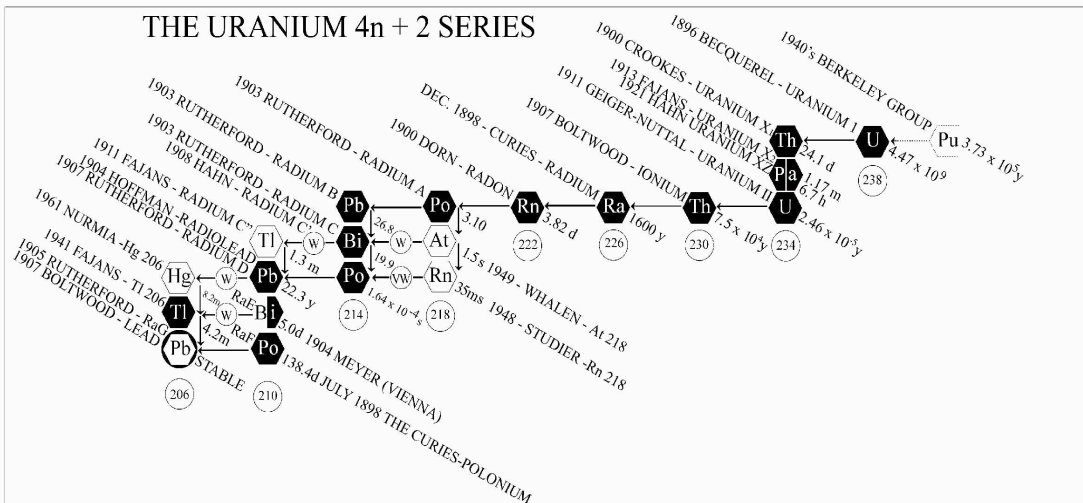 THE URANIUM 4n + 2 SERIES
1940's BERKELEY GROUP
1896 BECQUEREL - URANIUM I
1900 CROOKES - URANIUM X
1913 FAJANS - URANIUM X
1921 HAHN URANIUM X
1911 GEIGER-NUTTAL - URANIUM II
1907 BOLTWOOD - IONIUM
DEC. 1898 - CURIES - RADIUM
1900 DORN - RADON
1903 RUTHERFORD - RADIUM A
1903 RUTHERFORD - RADIUM B
1903 RUTHERFORD - RADIUM C
1908 HAHN - RADIUM C'
1911 FAJANS - RADIUM C"
1904 HOFFMAN - RADIOLEAD
1907 RUTHERFORD - RADIUM D
1961 NURMIA -Hg 206
1941 FAJANS - Tl 206
1905 RUTHERFORD - RaG
1907 BOLTWOOD - LEAD
Pu
3.73 x 10⁵y
U
4.47 x 10⁹
238
Th
24.1 d
Pa
1.17 m
6.7 h
U
2.46 x 10⁻⁵y
234
Th
7.5 x 10⁴y
230
Ra
1600 y
226
Rn
3.82 d
222
Po
3.10
At
1.5s 1949 - WHALEN - At 218
Rn
35ms 1948 - STUDIER -Rn 218
218
Pb
26.8
Bi
W
19.9
Po
VW
1.64 x 10⁻⁴s
214
Tl
W
1.3 m
Pb
22.3 y
Bi
RaE
5.0d 1904 MEYER (VIENNA)
Po
RaF
138.4d JULY 1898 THE CURIES-POLONIUM
210
Hg
W
8.2m
Tl
W
4.2m
Pb
STABLE
206